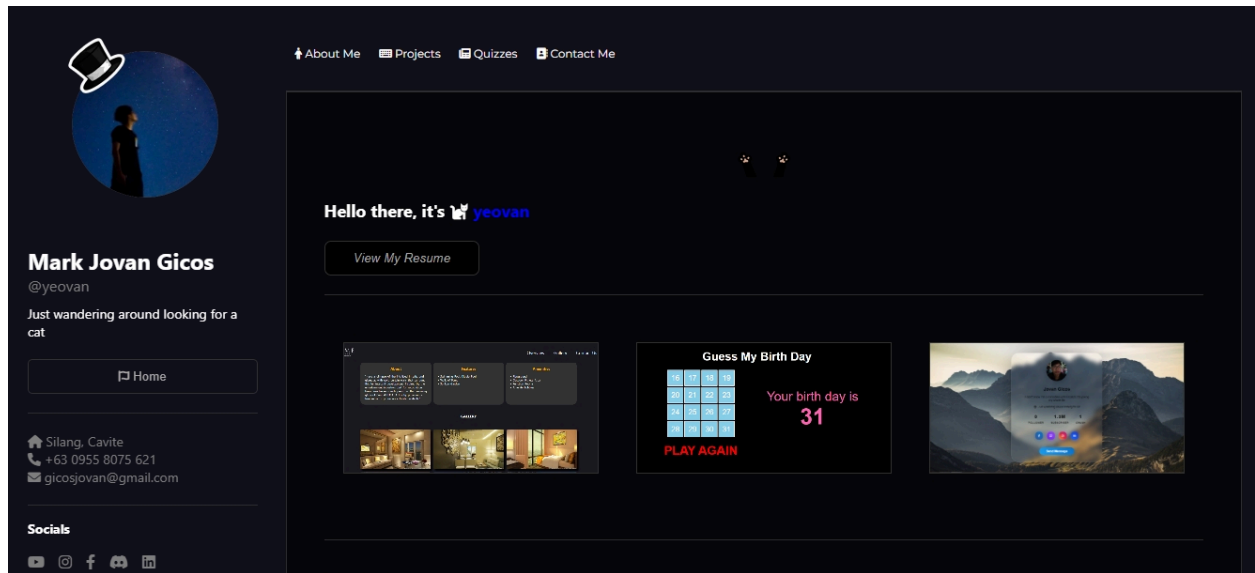 About Me Projects Quizzes Contact Me
Mark Jovan Gicos
@yeovan
Just wandering around looking for a
cat
Home
Silang, Cavite
+63 0955 8075 621
gicosjovan@gmail.com
Socials
Hello there, it's yeovan
View My Resume
Guess My Birth Day
16 17 18 19
20 21 22 23
24 25 26 27
28 29 30 31
Your birth day is
31
PLAY AGAIN